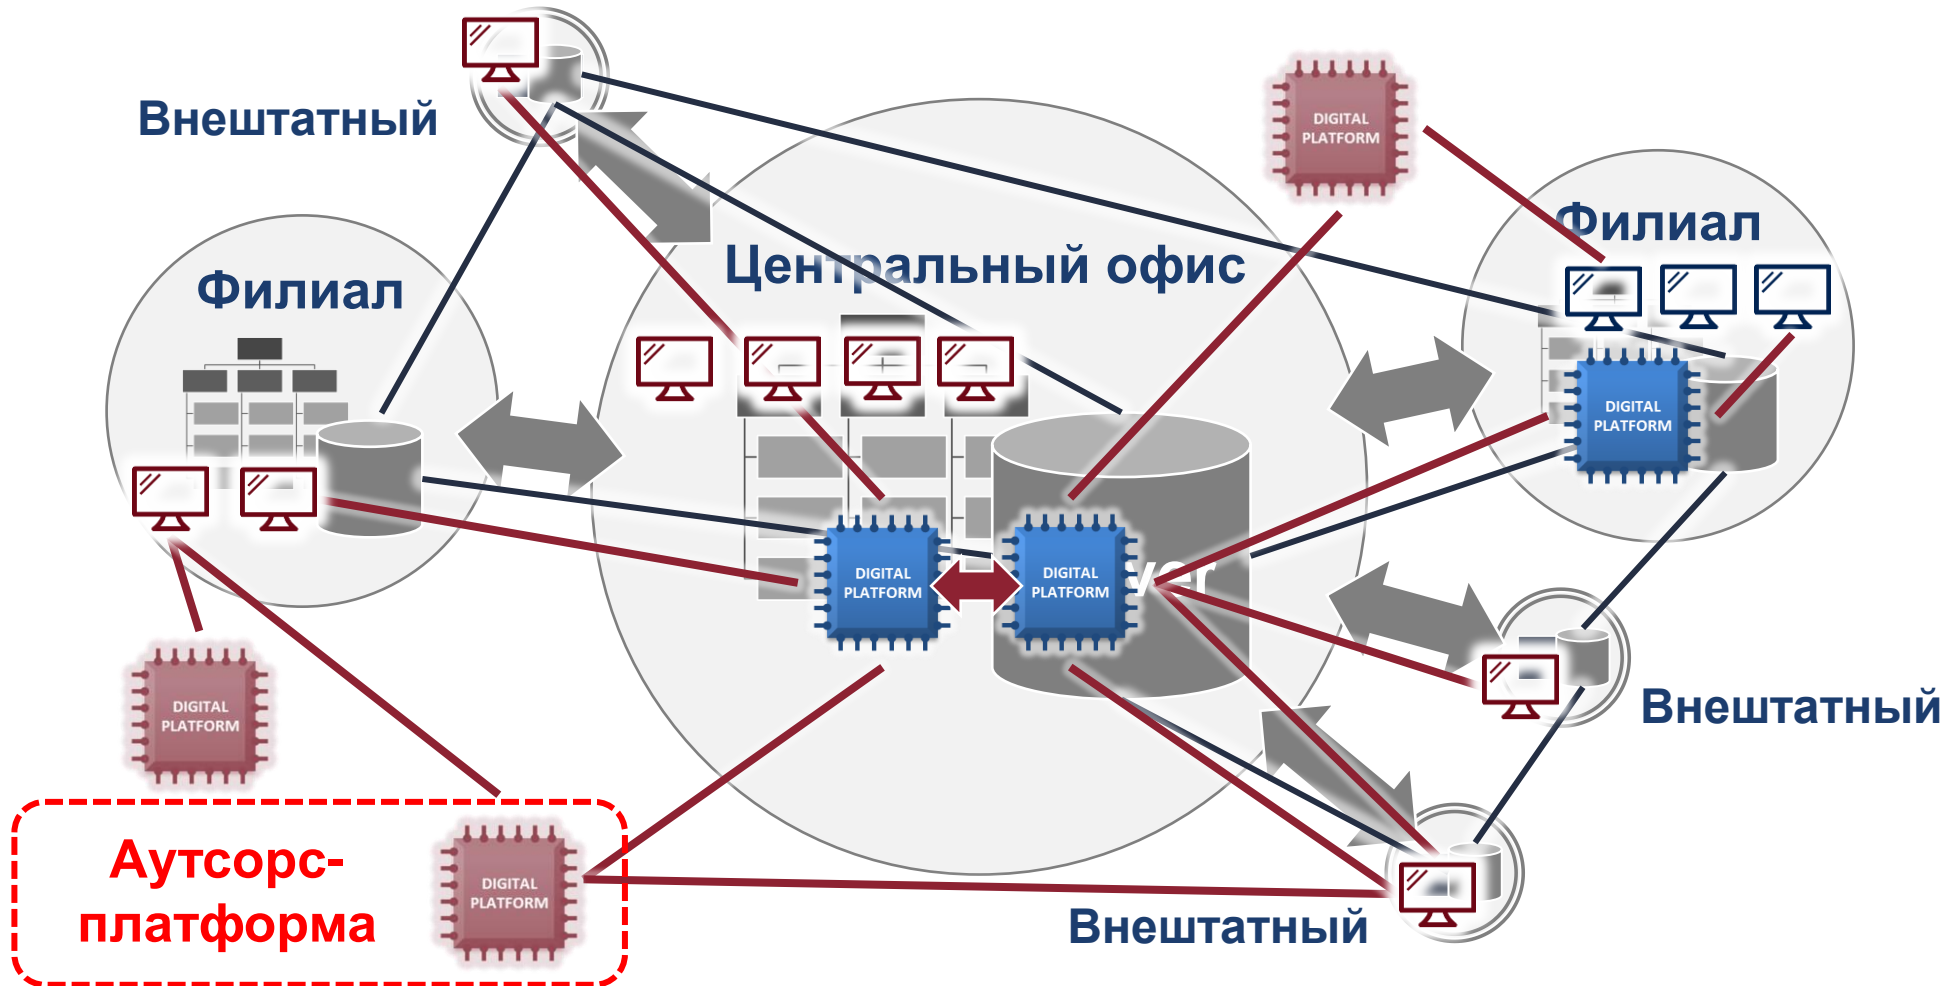 Внештатный
DIGITAL
PLATFORM
Филиал
Центральный офис
Филиал
DIGITAL
PLATFORM
DIGITAL
PLATFORM
DIGITAL
PLATFORM
DIGITAL
PLATFORM
Внештатный
Аутсорс-
платформа
DIGITAL
PLATFORM
Внештатный